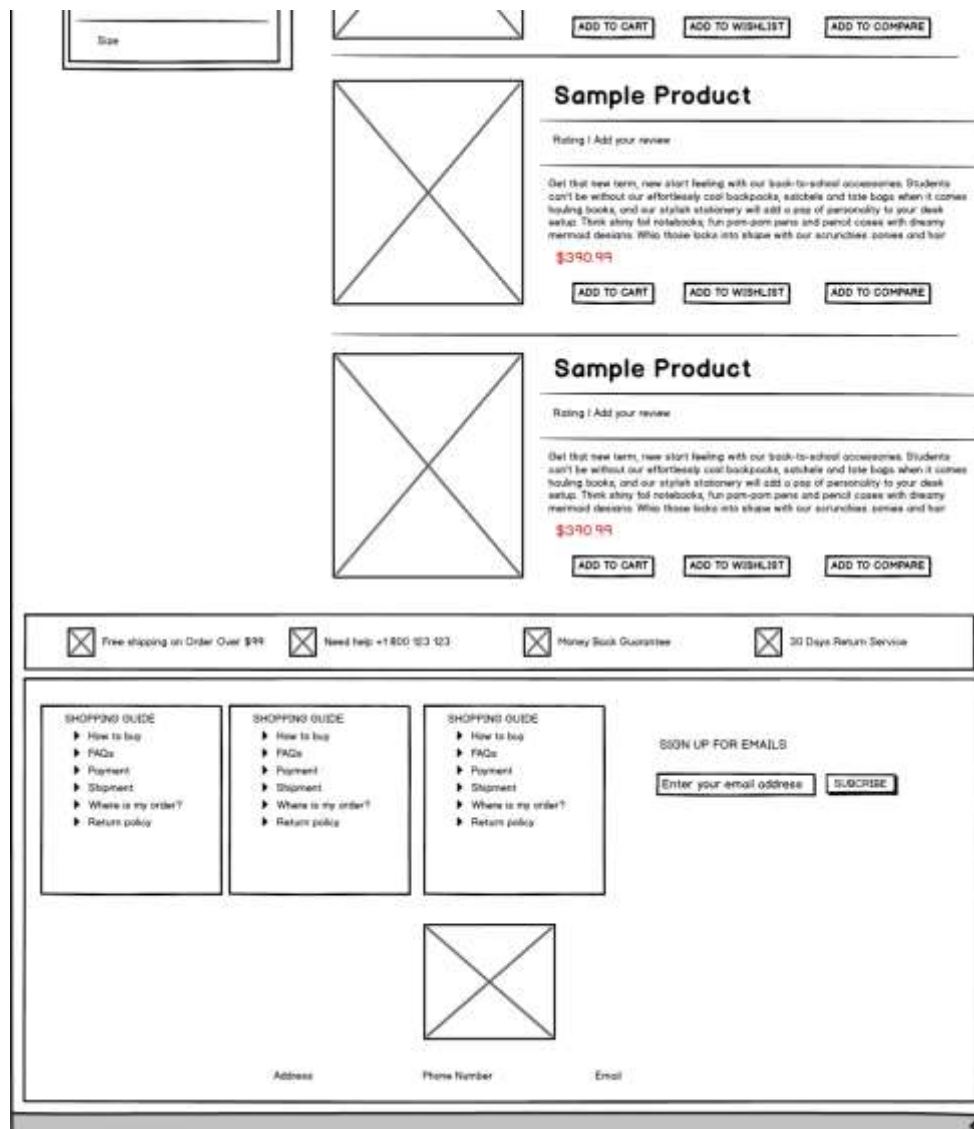 Size
ADD TO CART ADD TO WISHLIST ADD TO COMPARE
Sample Product
Rating | Add your review
Get that new term, new start feeling with our back-to-school accessories. Students
can't be without our effortlessly cool backpacks, satchels and tote bags when it comes
hauling books, and our stylish stationery will add a pop of personality to your desk
setup. Think shiny foil notebooks, fun pom-pom pens and pencil cases with dreamy
mermaid designs. Whip those locks into shape with our scrunchies, ponies and hair
$390.99
ADD TO CART ADD TO WISHLIST ADD TO COMPARE
Sample Product
Rating | Add your review
Get that new term, new start feeling with our back-to-school accessories. Students
can't be without our effortlessly cool backpacks, satchels and tote bags when it comes
hauling books, and our stylish stationery will add a pop of personality to your desk
setup. Think shiny foil notebooks, fun pom-pom pens and pencil cases with dreamy
mermaid designs. Whip those locks into shape with our scrunchies, ponies and hair
$390.99
ADD TO CART ADD TO WISHLIST ADD TO COMPARE
Free shipping on Order Over $99 Need help +1 800 123 123 Money Back Guarantee 30 Days Return Service
SHOPPING GUIDE
How to buy
FAQs
Payment
Shipment
Where is my order?
Return policy
SHOPPING GUIDE
How to buy
FAQs
Payment
Shipment
Where is my order?
Return policy
SHOPPING GUIDE
How to buy
FAQs
Payment
Shipment
Where is my order?
Return policy
SIGN UP FOR EMAILS
Enter your email address SUBCRIBE
Address Phone Number Email